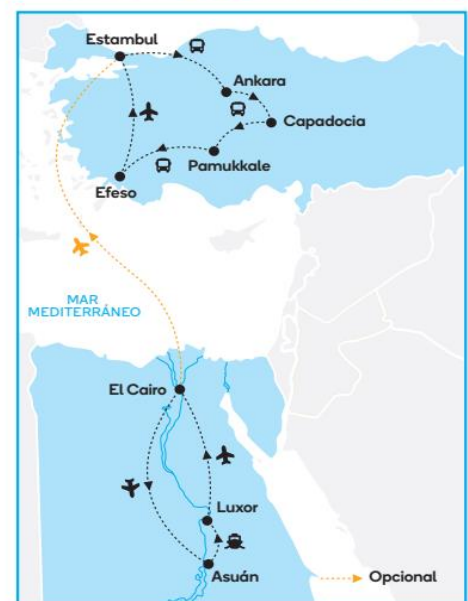 Estambul
Ankara
Capadocia
Pamukkale
Efeso
MAR
MEDITERRÁNEO
El Cairo
Luxor
Asuán
Opcional